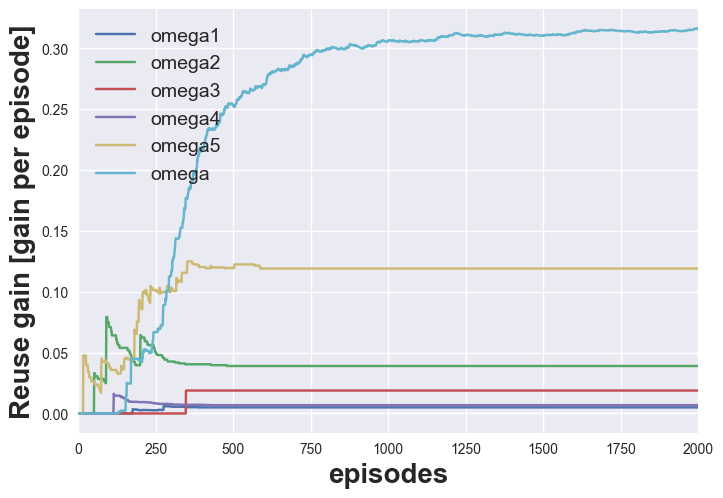 omega1
omega2
omega3
omega4
omega5
omega
Reuse gain [gain per episode]
0.30
0.25
0.20
0.15
0.10
0.05
0.00
0 250 500 750 1000 1250 1500 1750 2000
episodes